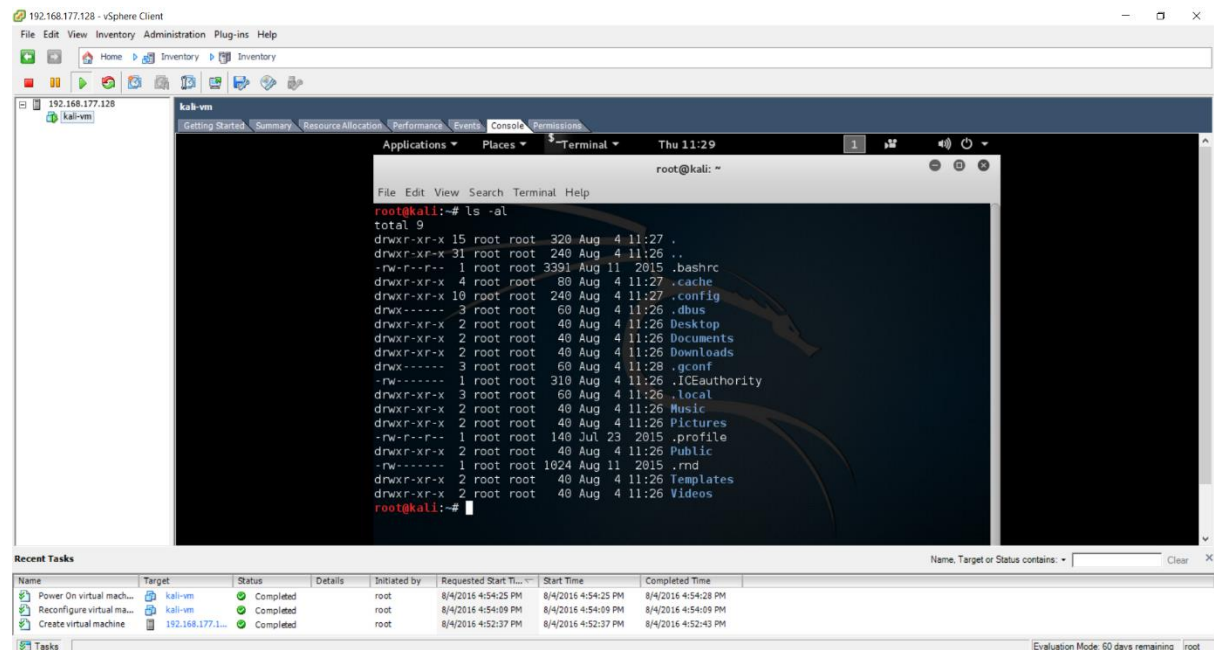 192.168.177.128 - vSphere Client
File Edit View Inventory Administration Plug-ins Help
Home Inventory Inventory
192.168.177.128
kali-vm
kali-vm
Getting Started Summary Resource Allocation Performance Events Console Permissions
Applications Places Terminal Thu 11:29 1
root@kali: ~
File Edit View Search Terminal Help
root@kali:~# ls -al
total 9
drwxr-xr-x 15 root root 320 Aug 4 11:27 .
drwxr-xr-x 31 root root 240 Aug 4 11:26 ..
-rw-r--r-- 1 root root 3391 Aug 11 2015 .bashrc
drwxr-xr-x 4 root root 80 Aug 4 11:27 .cache
drwxr-xr-x 10 root root 240 Aug 4 11:27 .config
drwx------ 3 root root 60 Aug 4 11:26 .dbus
drwxr-xr-x 2 root root 40 Aug 4 11:26 Desktop
drwxr-xr-x 2 root root 40 Aug 4 11:26 Documents
drwxr-xr-x 2 root root 40 Aug 4 11:26 Downloads
drwx------ 3 root root 60 Aug 4 11:28 .gconf
-rw------- 1 root root 310 Aug 4 11:26 .ICEauthority
drwxr-xr-x 3 root root 60 Aug 4 11:26 .local
drwxr-xr-x 2 root root 40 Aug 4 11:26 Music
drwxr-xr-x 2 root root 40 Aug 4 11:26 Pictures
-rw-r--r-- 1 root root 140 Jul 23 2015 .profile
drwxr-xr-x 2 root root 40 Aug 4 11:26 Public
-rw------- 1 root root 1024 Aug 11 2015 .rnd
drwxr-xr-x 2 root root 40 Aug 4 11:26 Templates
drwxr-xr-x 2 root root 40 Aug 4 11:26 Videos
root@kali:~#
Recent Tasks Name, Target or Status contains: Clear
Name Target Status Details Initiated by Requested Start Ti... Start Time Completed Time
Power On virtual mach... kali-vm Completed root 8/4/2016 4:54:25 PM 8/4/2016 4:54:25 PM 8/4/2016 4:54:28 PM
Reconfigure virtual ma... kali-vm Completed root 8/4/2016 4:54:09 PM 8/4/2016 4:54:09 PM 8/4/2016 4:54:09 PM
Create virtual machine 192.168.177.1... Completed root 8/4/2016 4:52:37 PM 8/4/2016 4:52:37 PM 8/4/2016 4:52:43 PM
Tasks Evaluation Mode: 60 days remaining root